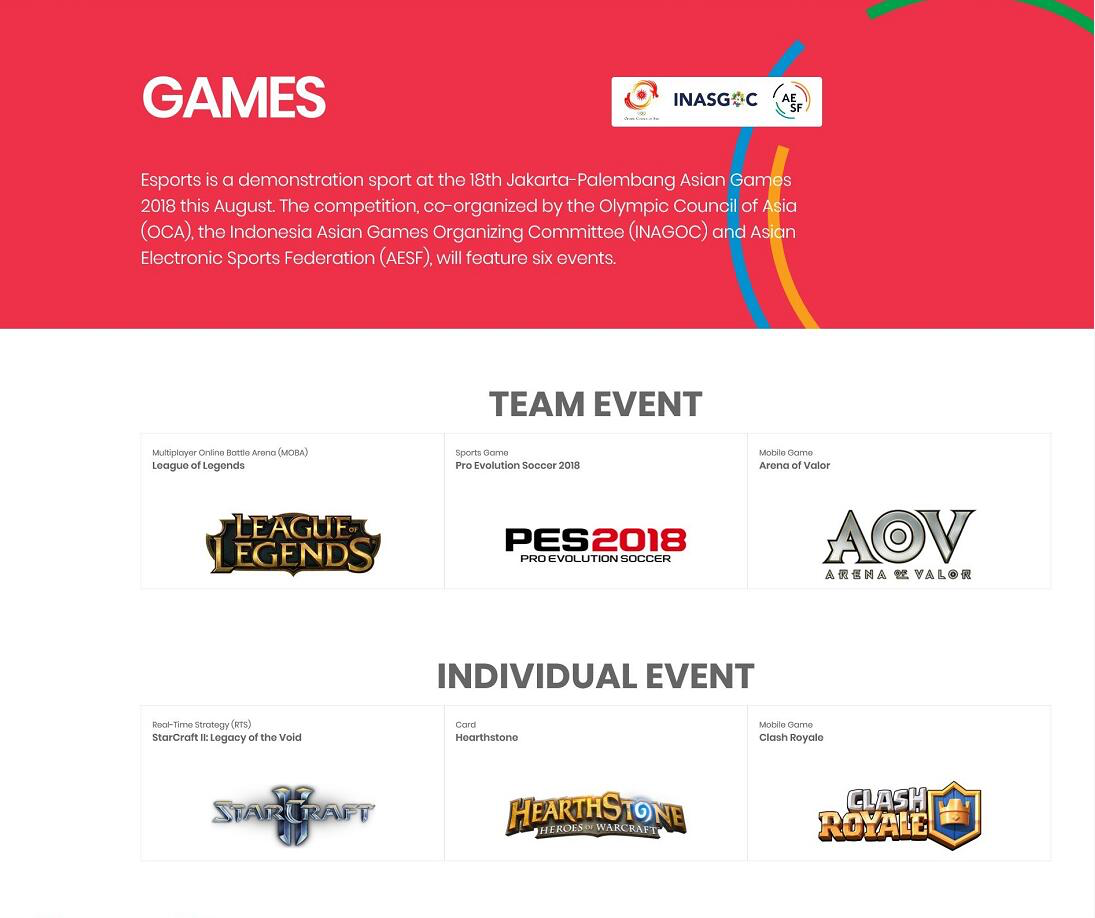 GAMES
Olympic Council of Asia
INASGOC
AE
SF
Esports is a demonstration sport at the 18th Jakarta-Palembang Asian Games
2018 this August. The competition, co-organized by the Olympic Council of Asia
(OCA), the Indonesia Asian Games Organizing Committee (INAGOC) and Asian
Electronic Sports Federation (AESF), will feature six events.
TEAM EVENT
Multiplayer Online Battle Arena (MOBA)
League of Legends
LEAGUE OF
LEGENDS
Sports Game
Pro Evolution Soccer 2018
PES2018
PRO EVOLUTION SOCCER
Mobile Game
Arena of Valor
AOV
ARENA OF VALOR
INDIVIDUAL EVENT
Real-Time Strategy (RTS)
StarCraft II: Legacy of the Void
STARCRAFT II
Card
Hearthstone
HEARTHSTONE
HEROES OF WARCRAFT
Mobile Game
Clash Royale
CLASH
ROYALE